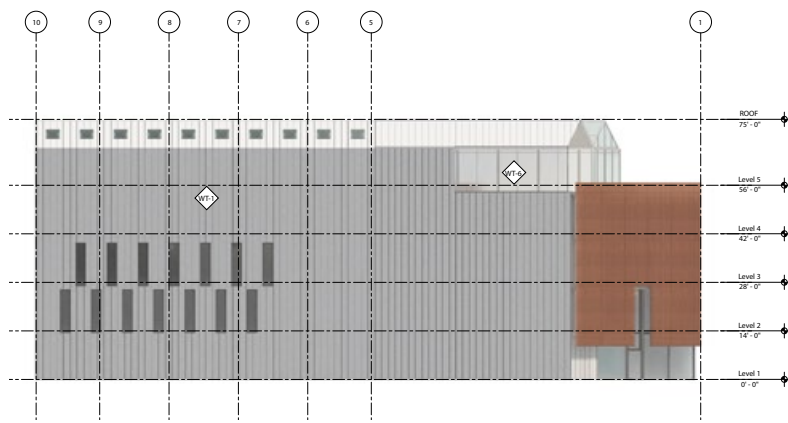 10 9 8 7 6 5 1
ROOF
75' - 0"
WT-6
Level 5
56' - 0"
WT-1
Level 4
42' - 0"
Level 3
28' - 0"
Level 2
14' - 0"
Level 1
0' - 0"